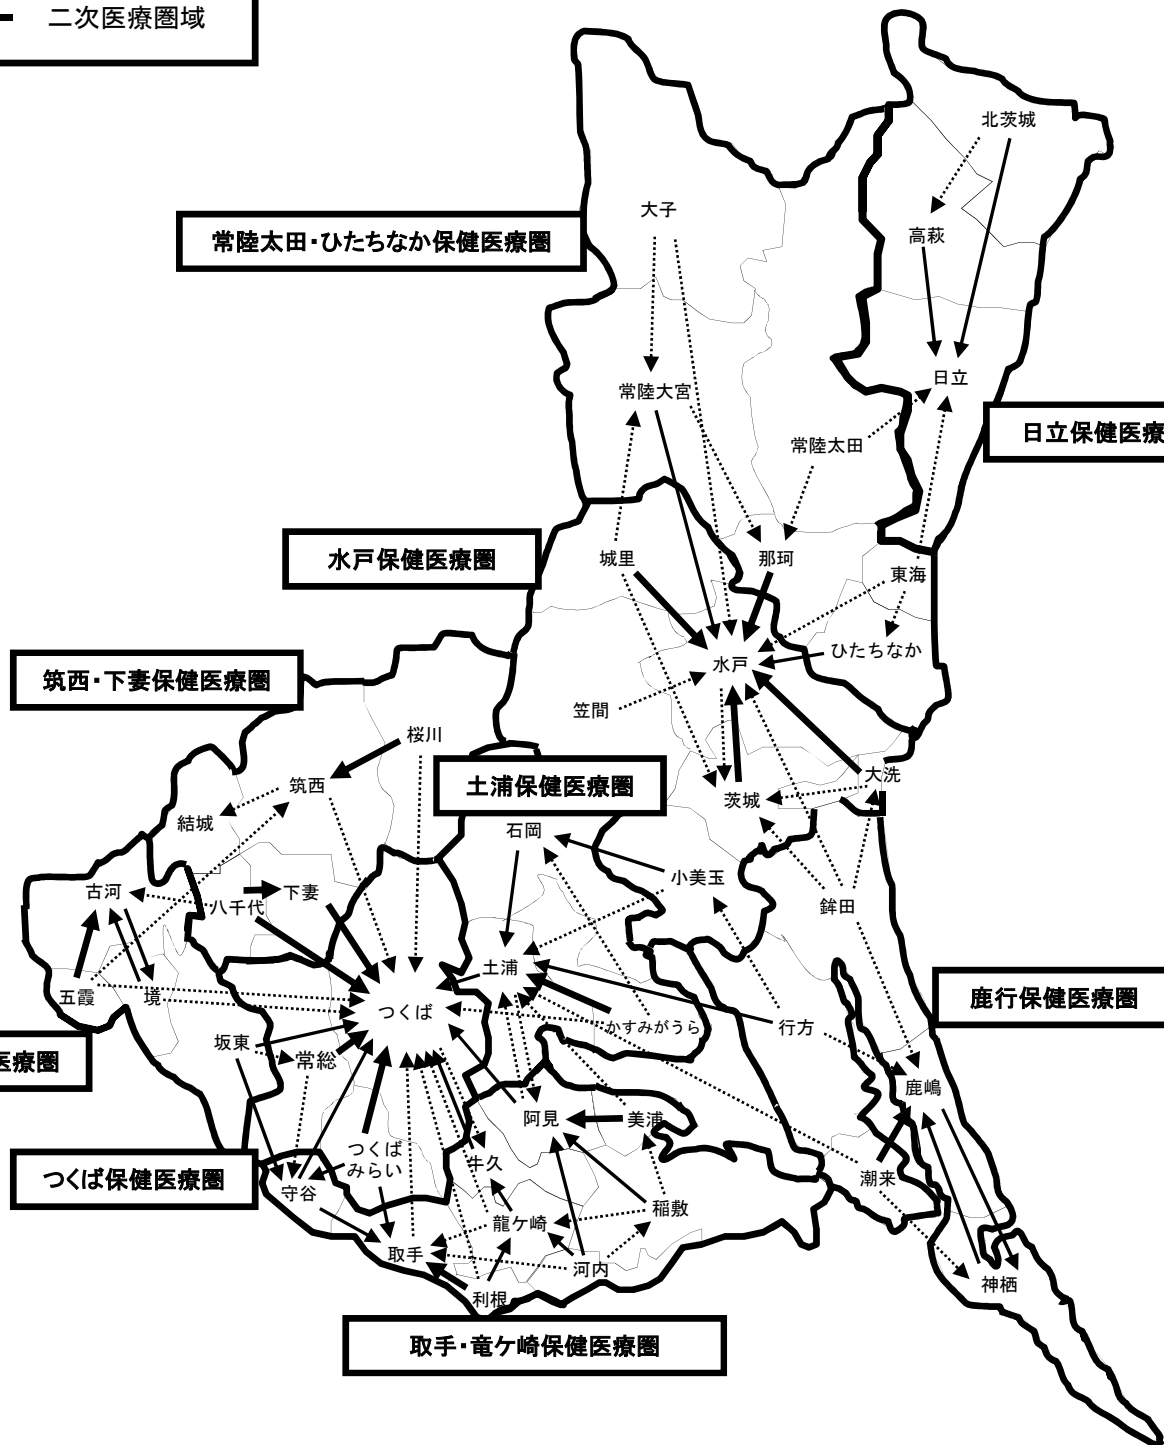 二次医療圏域
北茨城
大子
高萩
常陸太田・ひたちなか保健医療圏
日立
常陸大宮
日立保健医療
常陸太田
水戸保健医療圏
城里
那珂
東海
ひたちなか
水戸
筑西・下妻保健医療圏
笠間
桜川
大洗
筑西
土浦保健医療圏
茨城
結城
石岡
小美玉
古河
下妻
八千代
鉾田
土浦
五霞
境
つくば
鹿行保健医療圏
かすみがうら
行方
坂東
常総
医療圏
鹿嶋
阿見
美浦
つくば
みらい
牛久
つくば保健医療圏
守谷
潮来
稲敷
龍ケ崎
取手
河内
神栖
利根
取手・竜ケ崎保健医療圏